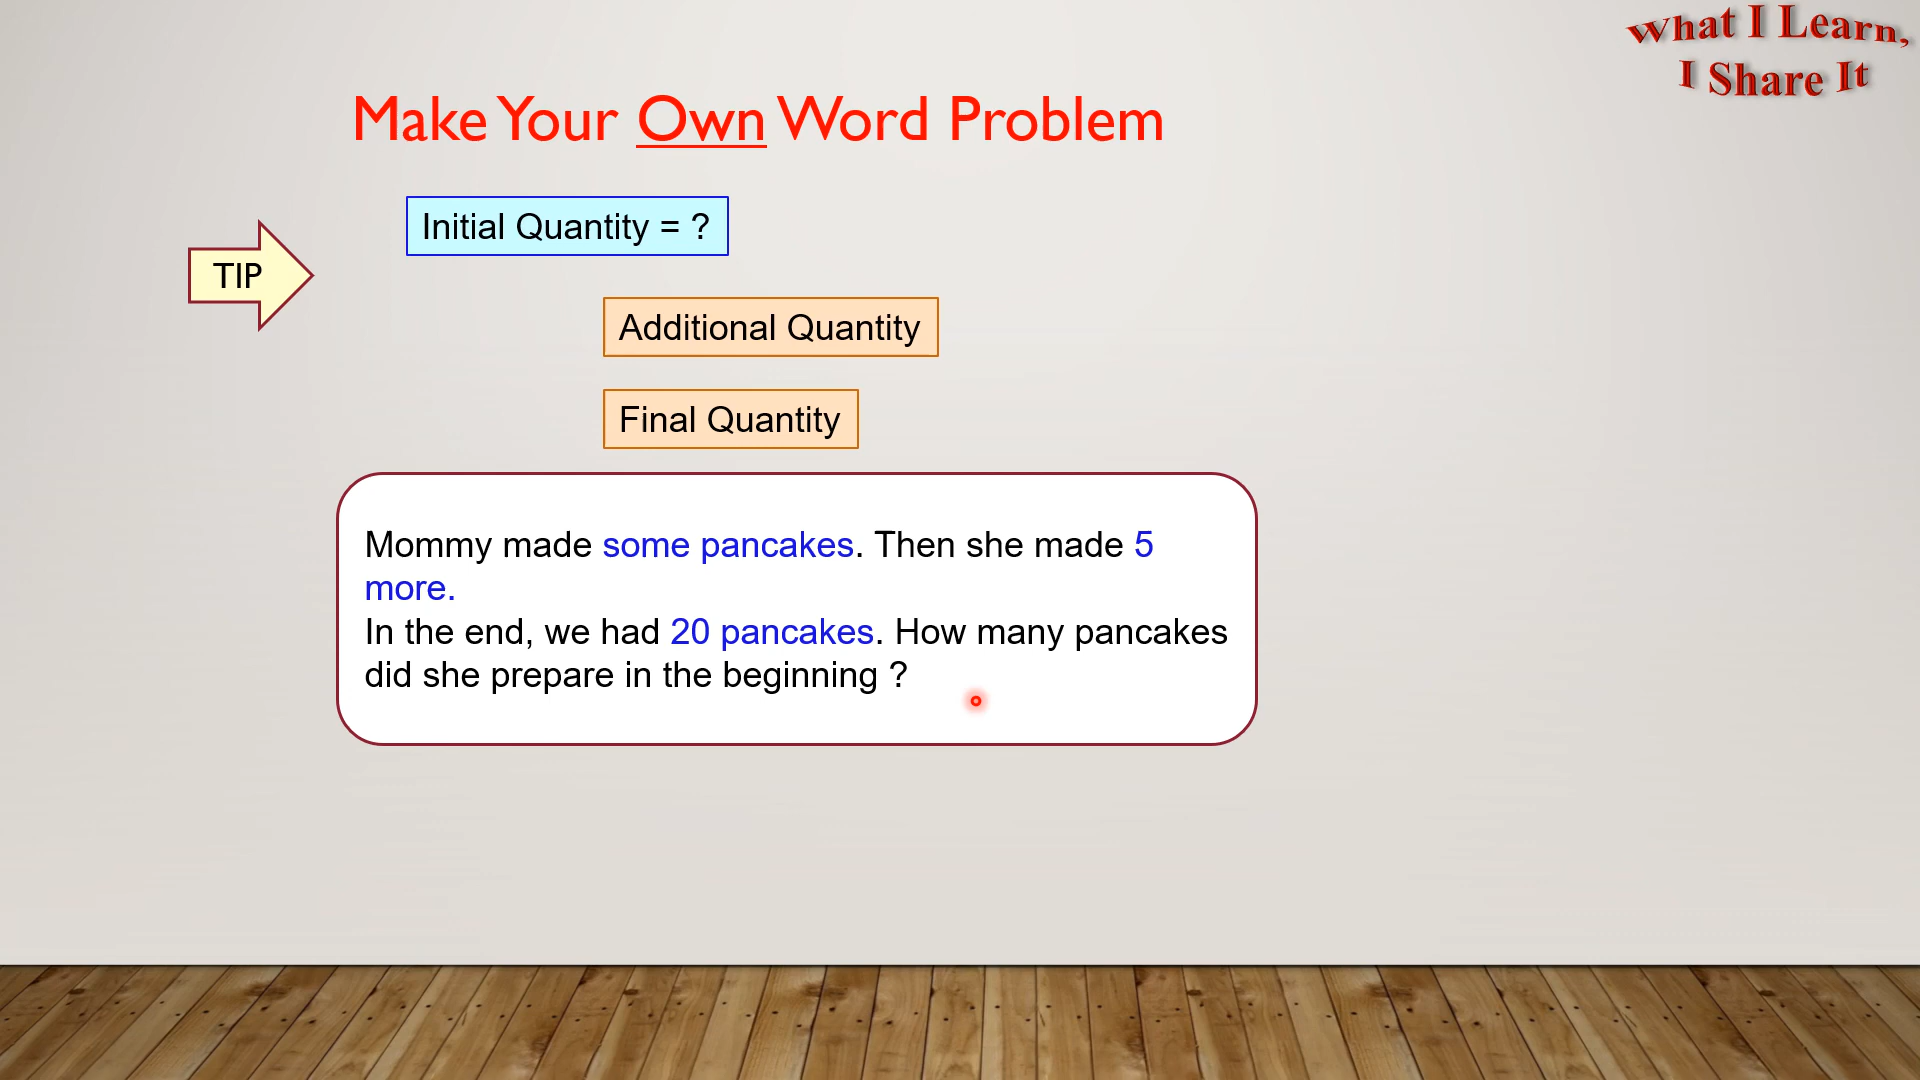 What I Learn,
I Share It
Make Your Own Word Problem
Initial Quantity = ?
TIP
Additional Quantity
Final Quantity
Mommy made some pancakes. Then she made 5
more.
In the end, we had 20 pancakes. How many pancakes
did she prepare in the beginning ?